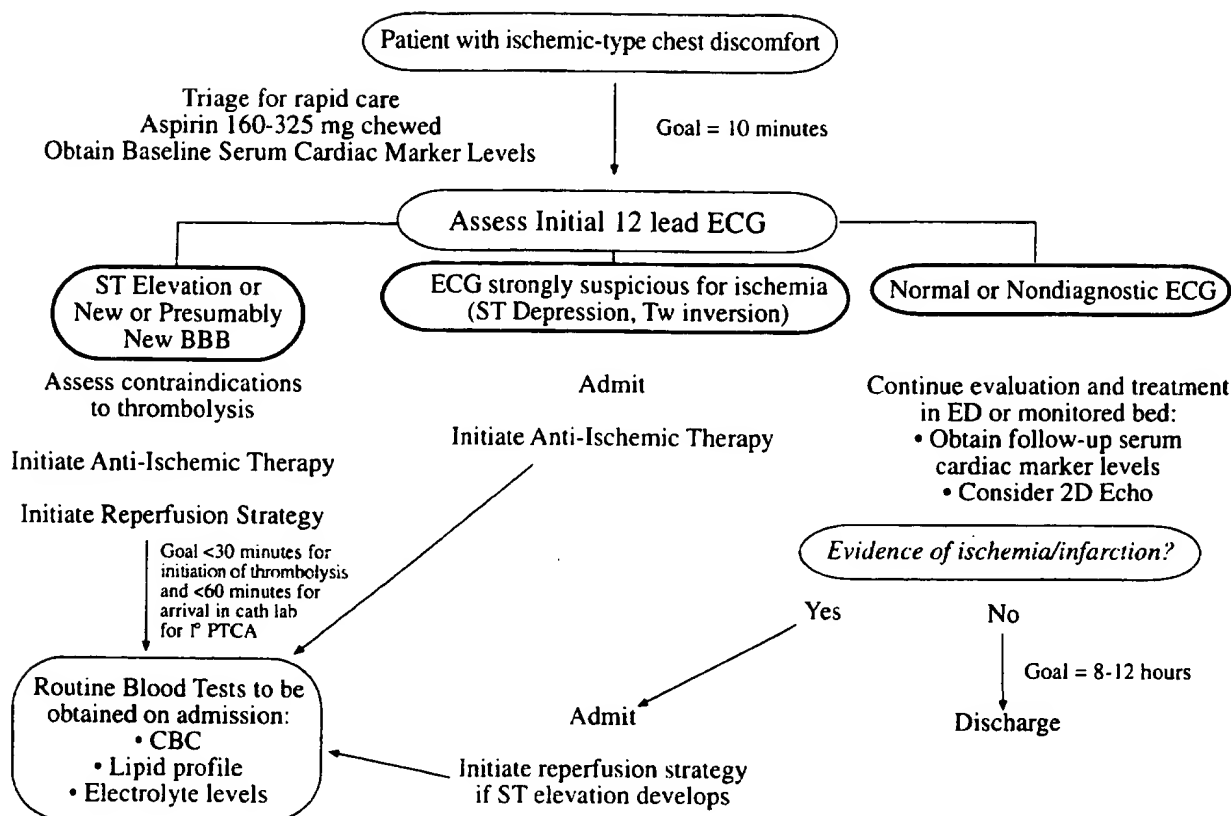 Patient with ischemic-type chest discomfort
Triage for rapid care
Aspirin 160-325 mg chewed
Obtain Baseline Serum Cardiac Marker Levels
Goal = 10 minutes
Assess Initial 12 lead ECG
ST Elevation or
New or Presumably
New BBB
ECG strongly suspicious for ischemia
(ST Depression, Tw inversion)
Normal or Nondiagnostic ECG
Assess contraindications
to thrombolysis
Initiate Anti-Ischemic Therapy
Initiate Reperfusion Strategy
Goal <30 minutes for
initiation of thrombolysis
and <60 minutes for
arrival in cath lab
for 1° PTCA
Admit
Initiate Anti-Ischemic Therapy
Continue evaluation and treatment
in ED or monitored bed:
• Obtain follow-up serum
cardiac marker levels
• Consider 2D Echo
Evidence of ischemia/infarction?
Yes
No
Goal = 8-12 hours
Discharge
Admit
Initiate reperfusion strategy
if ST elevation develops
Routine Blood Tests to be
obtained on admission:
• CBC
• Lipid profile
• Electrolyte levels